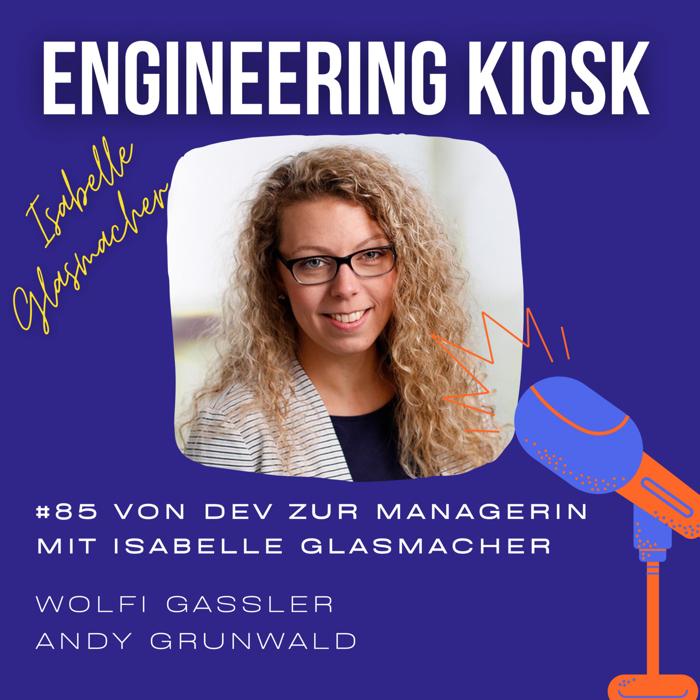 ENGINEERING KIOSK
Isabelle
Glasmacher
#85 VON DEV ZUR MANAGERIN
MIT ISABELLE GLASMACHER
WOLFI GASSLER
ANDY GRUNWALD